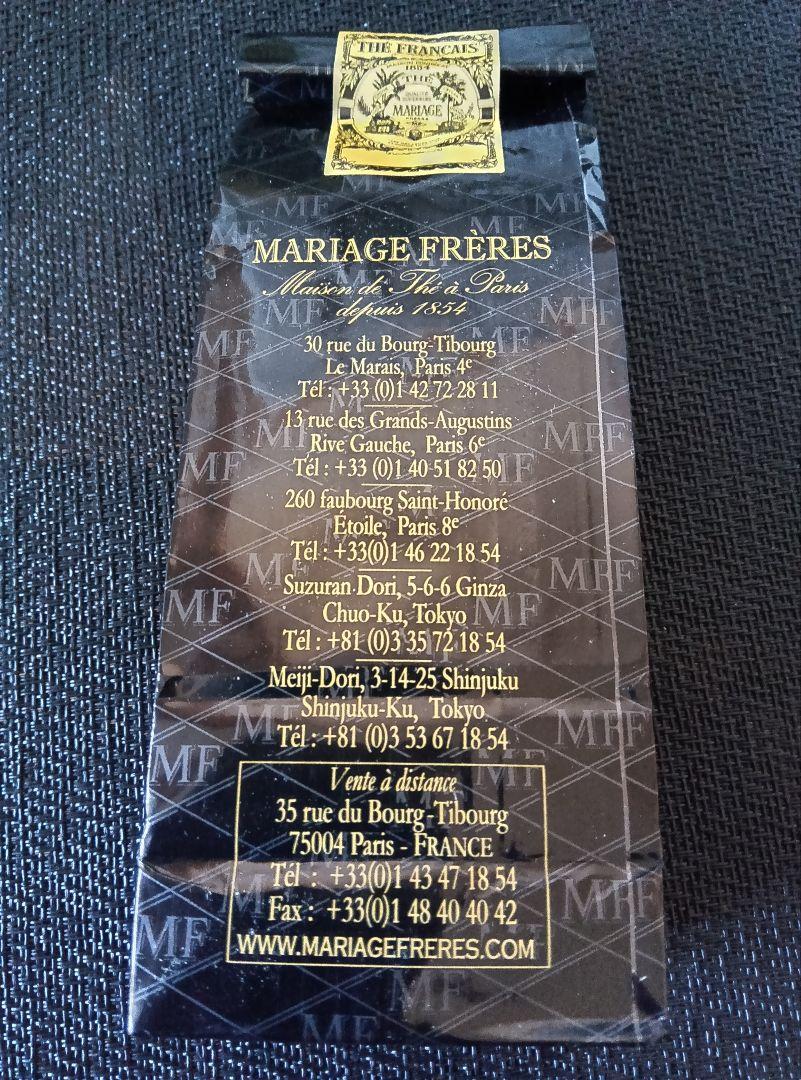 THÉ FRANÇAIS
1854
THÉ
QUALITÉ
SUPÉRIEURE
MARIAGE
FRÈRES
MARIAGE FRÈRES
Maison de Thé à Paris
depuis 1854
30 rue du Bourg-Tibourg
Le Marais, Paris 4e
Tél : +33 (0)1 42 72 28 11
13 rue des Grands-Augustins
Rive Gauche, Paris 6e
Tél : +33 (0)1 40 51 82 50
260 faubourg Saint-Honoré
Étoile, Paris 8e
Tél : +33(0)1 46 22 18 54
Suzuran Dori, 5-6-6 Ginza
Chuo-Ku, Tokyo
Tél : +81 (0)3 35 72 18 54
Meiji-Dori, 3-14-25 Shinjuku
Shinjuku-Ku, Tokyo
Tél : +81 (0)3 53 67 18 54
Vente à distance
35 rue du Bourg-Tibourg
75004 Paris - FRANCE
Tél : +33(0)1 43 47 18 54
Fax : +33(0)1 48 40 40 42
WWW.MARIAGEFRERES.COM
MF